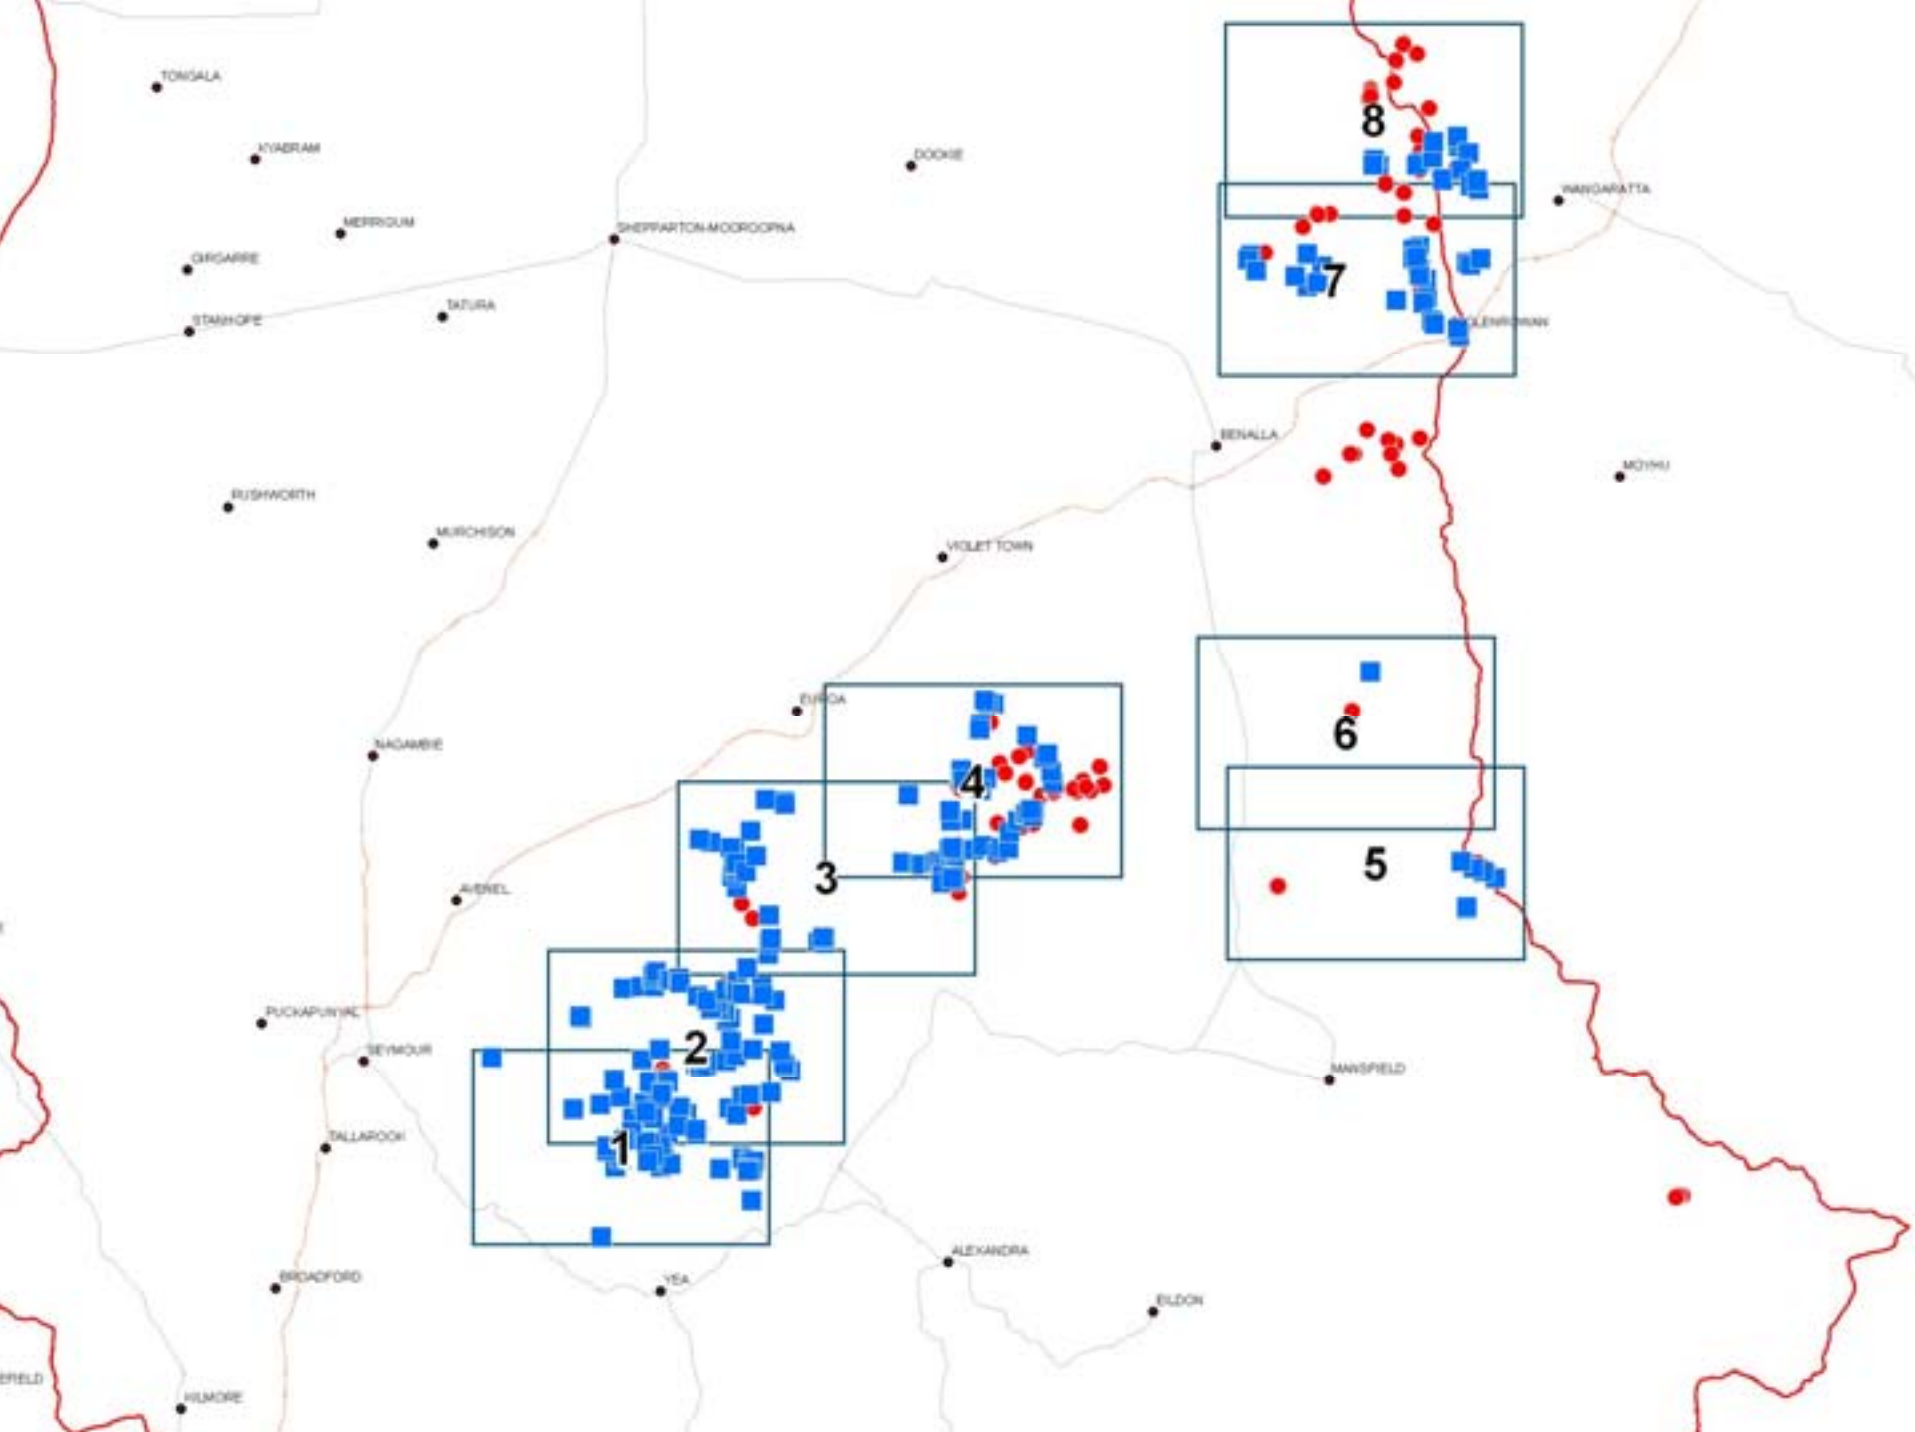 TONGALA
8
KYABRAM
DOOKIE
WANGARATTA
MERRIGUM
SHEPPARTON-MOOROOPNA
GIRGARRE
7
TATURA
STANHOPE
GLENROWAN
BENALLA
MOYHU
RUSHWORTH
MURCHISON
VIOLET TOWN
EUROA
6
NAGAMBIE
4
5
3
AVENEL
PUCKAPUNYAL
2
SEYMOUR
MANSFIELD
TALLAROOK
1
ALEXANDRA
BROADFORD
YEA
EILDON
EFIELD
KILMORE